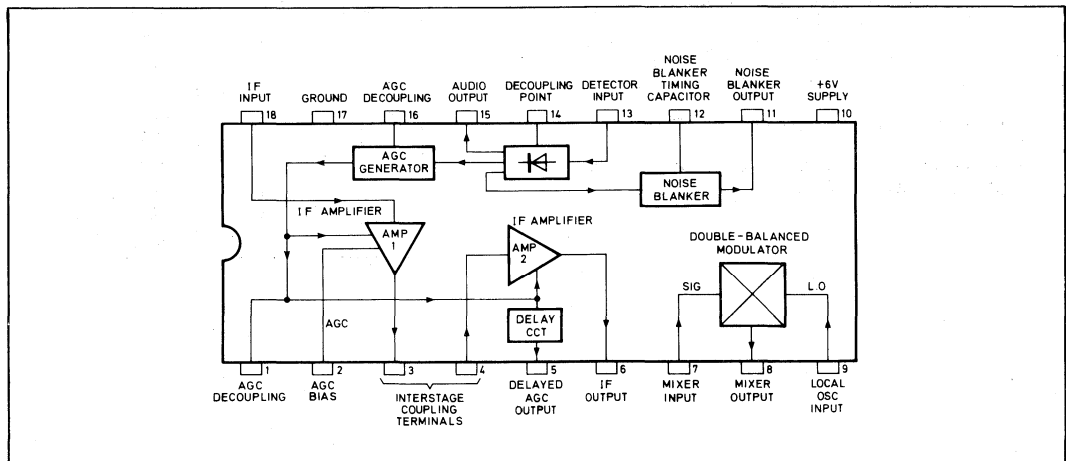 IF INPUT
GROUND
AGC DECOUPLING
AUDIO OUTPUT
DECOUPLING POINT
DETECTOR INPUT
NOISE BLANKER TIMING CAPACITOR
NOISE BLANKER OUTPUT
+6V SUPPLY
18
17
16
15
14
13
12
11
10
AGC GENERATOR
NOISE BLANKER
IF AMPLIFIER
AMP 1
IF AMPLIFIER
AMP 2
DOUBLE-BALANCED MODULATOR
SIG
L.O
AGC
DELAY CCT
1
2
3
4
5
6
7
8
9
AGC DECOUPLING
AGC BIAS
INTERSTAGE COUPLING TERMINALS
DELAYED AGC OUTPUT
IF OUTPUT
MIXER INPUT
MIXER OUTPUT
LOCAL OSC INPUT